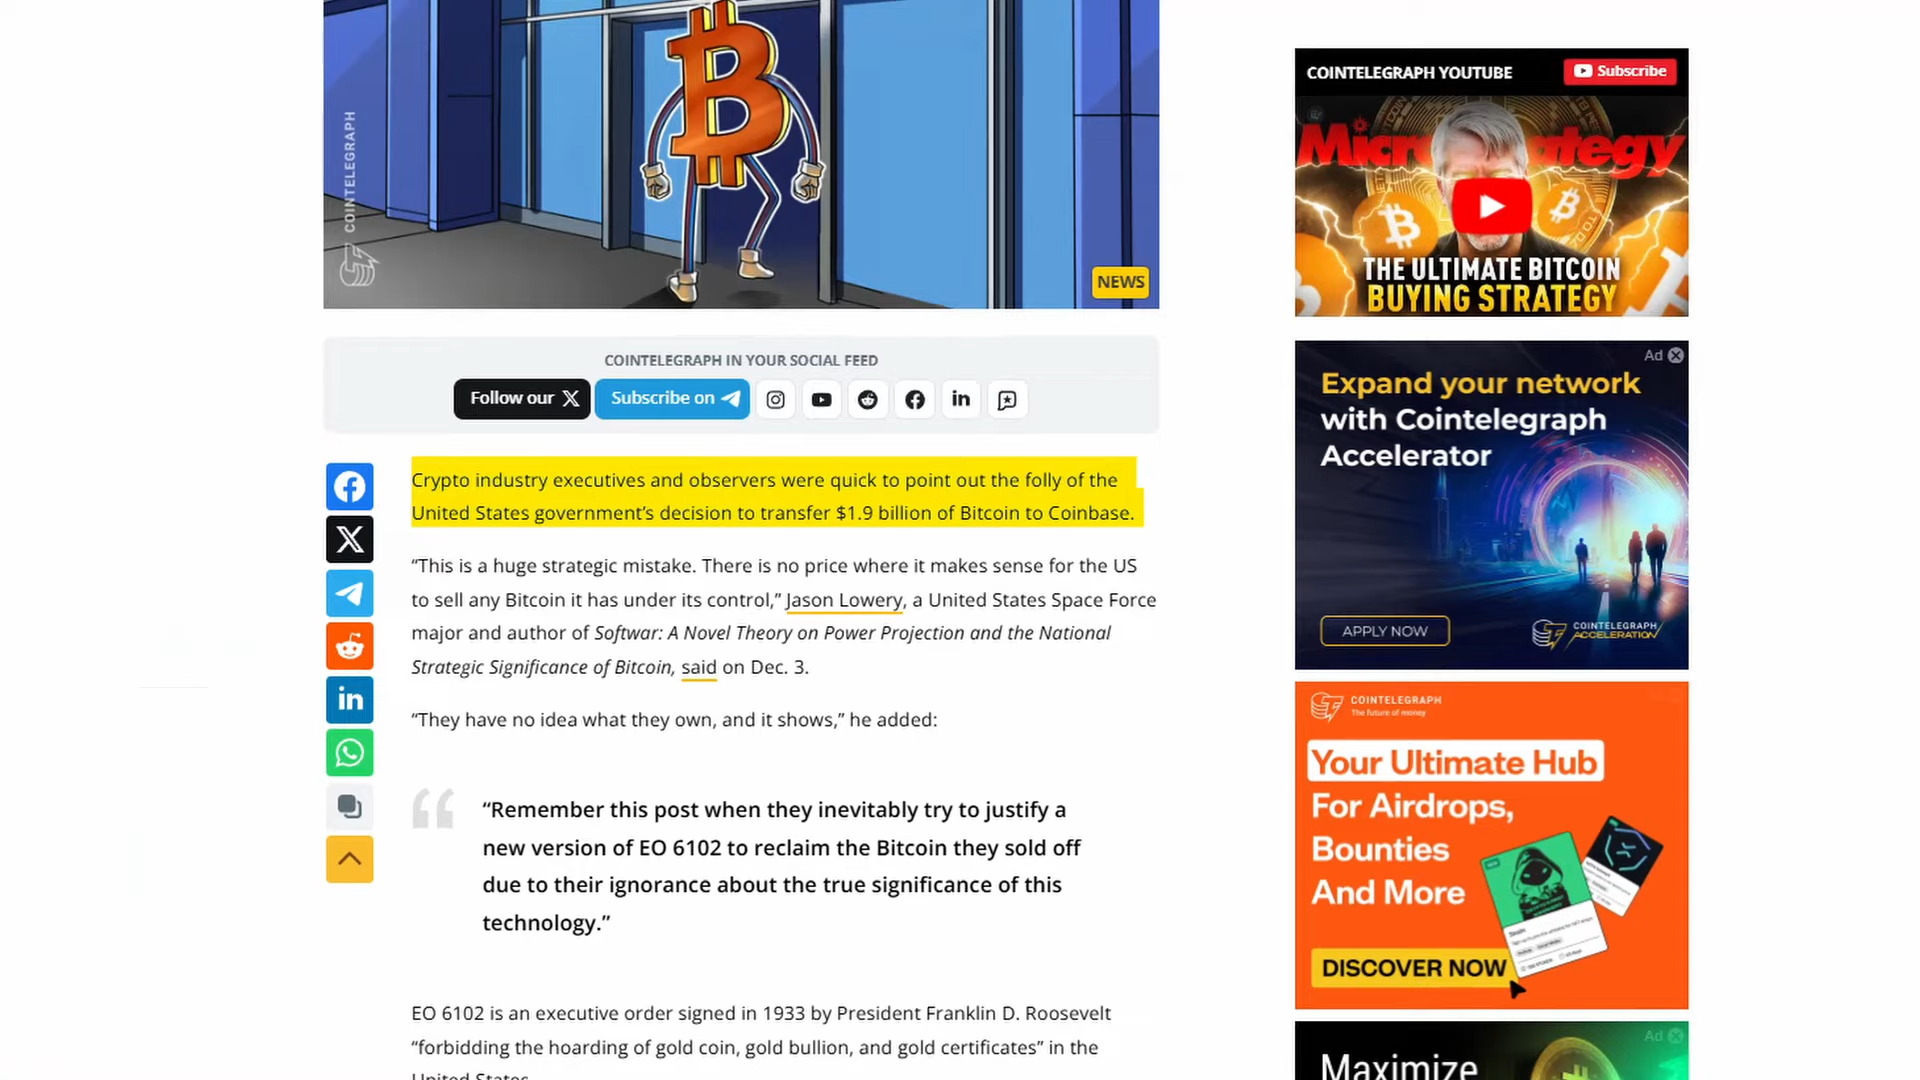 COINTELEGRAPH
NEWS
COINTELEGRAPH IN YOUR SOCIAL FEED
Follow our X
Subscribe on
Crypto industry executives and observers were quick to point out the folly of the
United States government’s decision to transfer $1.9 billion of Bitcoin to Coinbase.
“This is a huge strategic mistake. There is no price where it makes sense for the US
to sell any Bitcoin it has under its control,” Jason Lowery, a United States Space Force
major and author of Softwar: A Novel Theory on Power Projection and the National
Strategic Significance of Bitcoin, said on Dec. 3.
“They have no idea what they own, and it shows,” he added:
“Remember this post when they inevitably try to justify a
new version of EO 6102 to reclaim the Bitcoin they sold off
due to their ignorance about the true significance of this
technology.”
EO 6102 is an executive order signed in 1933 by President Franklin D. Roosevelt
“forbidding the hoarding of gold coin, gold bullion, and gold certificates” in the
United States.
COINTELEGRAPH YOUTUBE
Subscribe
THE ULTIMATE BITCOIN
BUYING STRATEGY
Ad
Expand your network
with Cointelegraph
Accelerator
APPLY NOW
COINTELEGRAPH
ACCELERATION
COINTELEGRAPH
The future of money
Your Ultimate Hub
For Airdrops,
Bounties
And More
DISCOVER NOW
Ad
Maximize